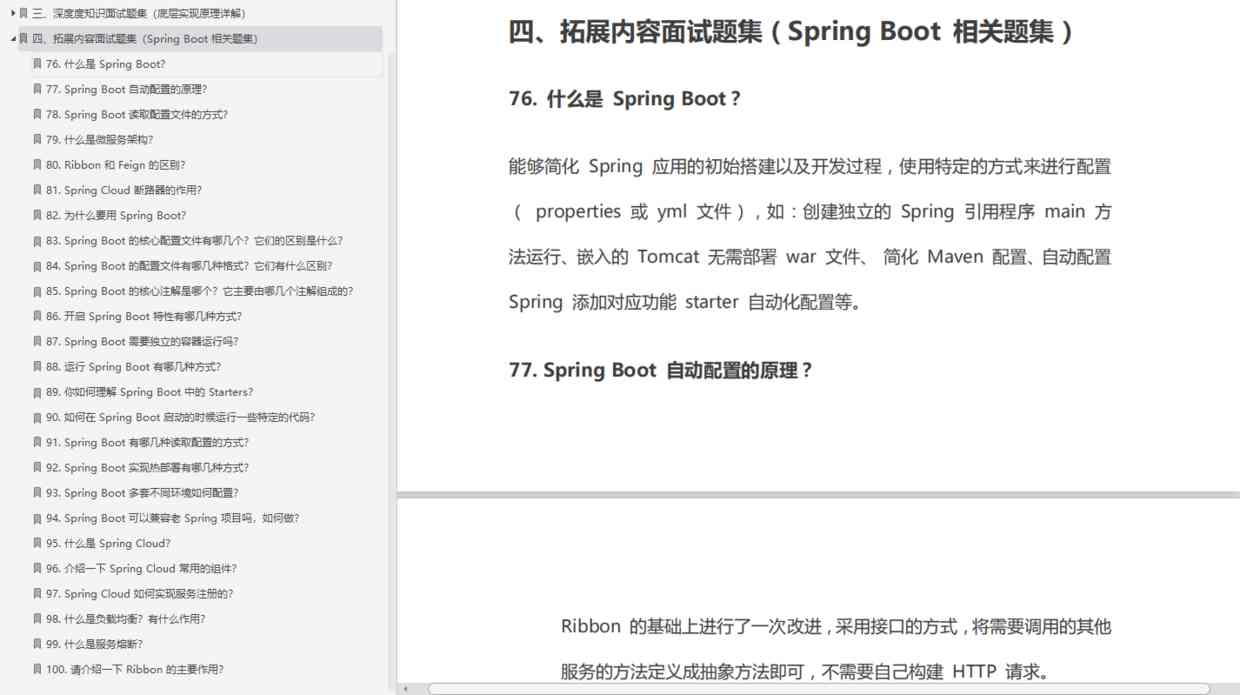 三、深度度知识面试题集（底层实现原理详解）
四、拓展内容面试题集（Spring Boot 相关题集）
76. 什么是 Spring Boot?
77. Spring Boot 自动配置的原理?
78. Spring Boot 读取配置文件的方式?
79. 什么是微服务架构?
80. Ribbon 和 Feign 的区别?
81. Spring Cloud 断路器的作用?
82. 为什么要用 Spring Boot?
83. Spring Boot 的核心配置文件有哪几个？它们的区别是什么?
84. Spring Boot 的配置文件有哪几种格式？它们有什么区别?
85. Spring Boot 的核心注解是哪个？它主要由哪几个注解组成的?
86. 开启 Spring Boot 特性有哪几种方式?
87. Spring Boot 需要独立的容器运行吗?
88. 运行 Spring Boot 有哪几种方式?
89. 你如何理解 Spring Boot 中的 Starters?
90. 如何在 Spring Boot 启动的时候运行一些特定的代码?
91. Spring Boot 有哪几种读取配置的方式?
92. Spring Boot 实现热部署有哪几种方式?
93. Spring Boot 多套不同环境如何配置?
94. Spring Boot 可以兼容老 Spring 项目吗，如何做?
95. 什么是 Spring Cloud?
96. 介绍一下 Spring Cloud 常用的组件?
97. Spring Cloud 如何实现服务注册的?
98. 什么是负载均衡？有什么作用?
99. 什么是服务熔断?
100. 请介绍一下 Ribbon 的主要作用?
四、拓展内容面试题集（Spring Boot 相关题集）
76. 什么是 Spring Boot？
能够简化 Spring 应用的初始搭建以及开发过程，使用特定的方式来进行配置
（ properties 或 yml 文件），如：创建独立的 Spring 引用程序 main 方
法运行、嵌入的 Tomcat 无需部署 war 文件、 简化 Maven 配置、自动配置
Spring 添加对应功能 starter 自动化配置等。
77. Spring Boot 自动配置的原理？
Ribbon 的基础上进行了一次改进，采用接口的方式，将需要调用的其他
服务的方法定义成抽象方法即可，不需要自己构建 HTTP 请求。